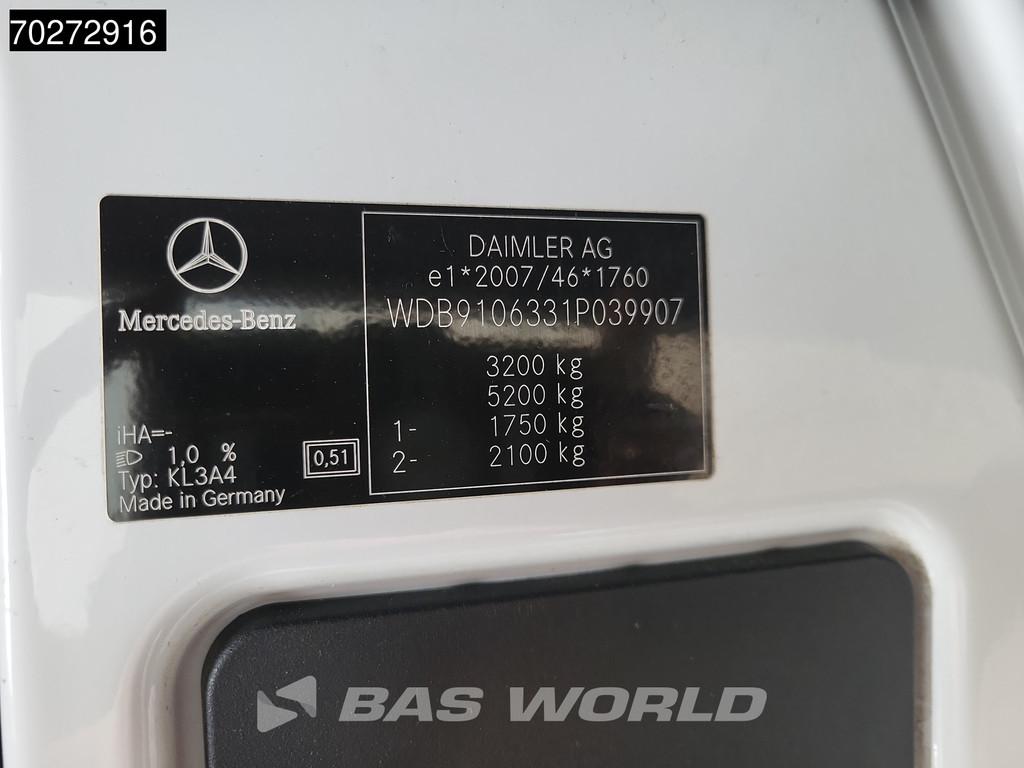 70272916
Mercedes-Benz
iHA=-
1,0 %
Typ: KL3A4
Made in Germany
0,51
DAIMLER AG
e1*2007/46*1760
WDB9106331P039907
3200 kg
5200 kg
1- 1750 kg
2- 2100 kg
BAS WORLD